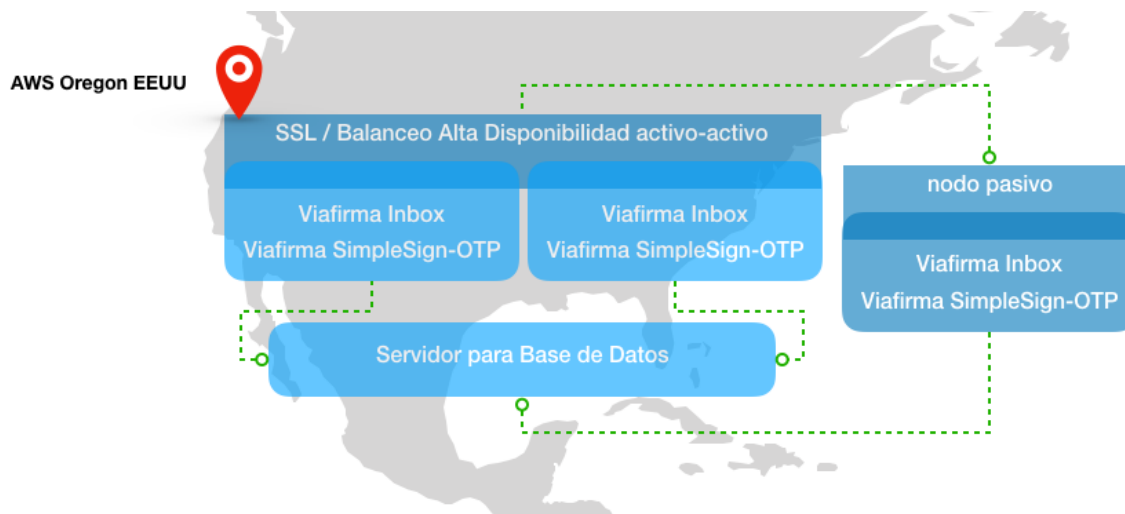 AWS Oregon EEUU
SSL / Balanceo Alta Disponibilidad activo-activo
Viafirma Inbox
Viafirma SimpleSign-OTP
Viafirma Inbox
Viafirma SimpleSign-OTP
nodo pasivo
Viafirma Inbox
Viafirma SimpleSign-OTP
Servidor para Base de Datos